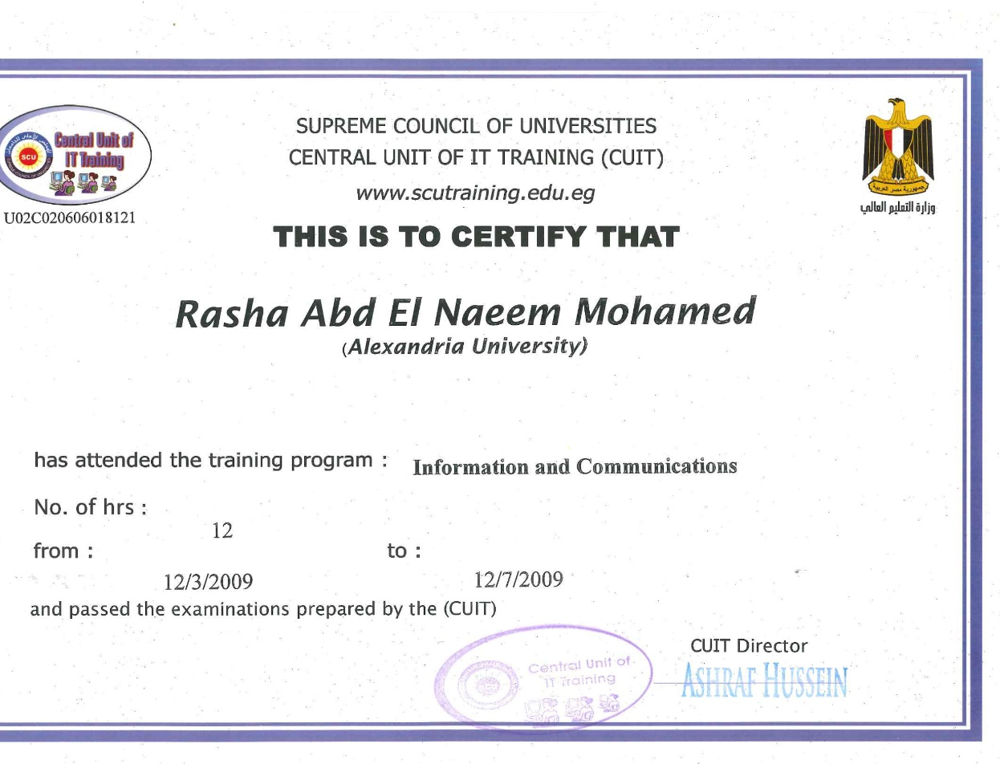 Central Unit of
IT Training
SCU
U02C020606018121
SUPREME COUNCIL OF UNIVERSITIES
CENTRAL UNIT OF IT TRAINING (CUIT)
www.scutraining.edu.eg
جمهورية مصر العربية
وزارة التعليم العالي
THIS IS TO CERTIFY THAT
Rasha Abd El Naeem Mohamed
(Alexandria University)
has attended the training program : Information and Communications
No. of hrs :
12
from : to :
12/3/2009 12/7/2009
and passed the examinations prepared by the (CUIT)
Central Unit of
IT Training
CUIT Director
ASHRAF HUSSEIN